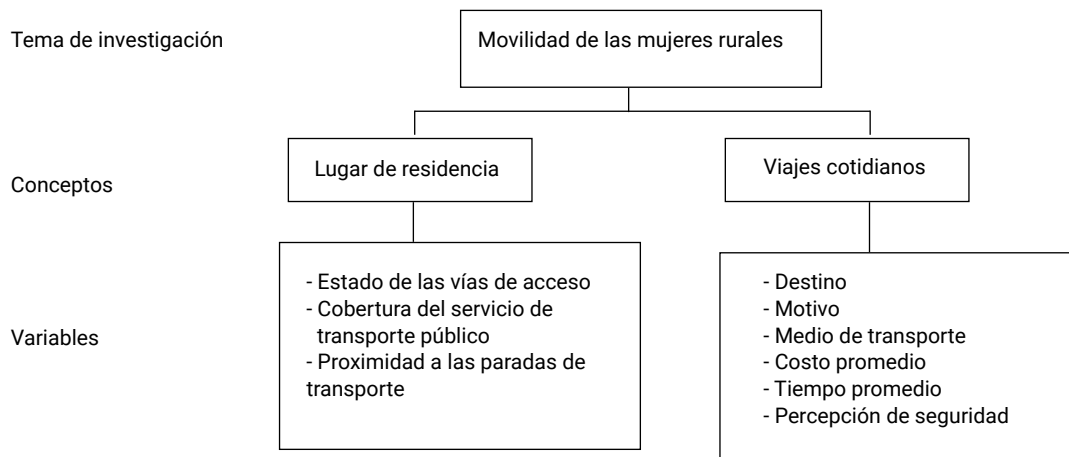 Tema de investigación
Movilidad de las mujeres rurales
Conceptos
Lugar de residencia
Viajes cotidianos
Variables
- Estado de las vías de acceso
- Cobertura del servicio de
transporte público
- Proximidad a las paradas de
transporte
- Destino
- Motivo
- Medio de transporte
- Costo promedio
- Tiempo promedio
- Percepción de seguridad